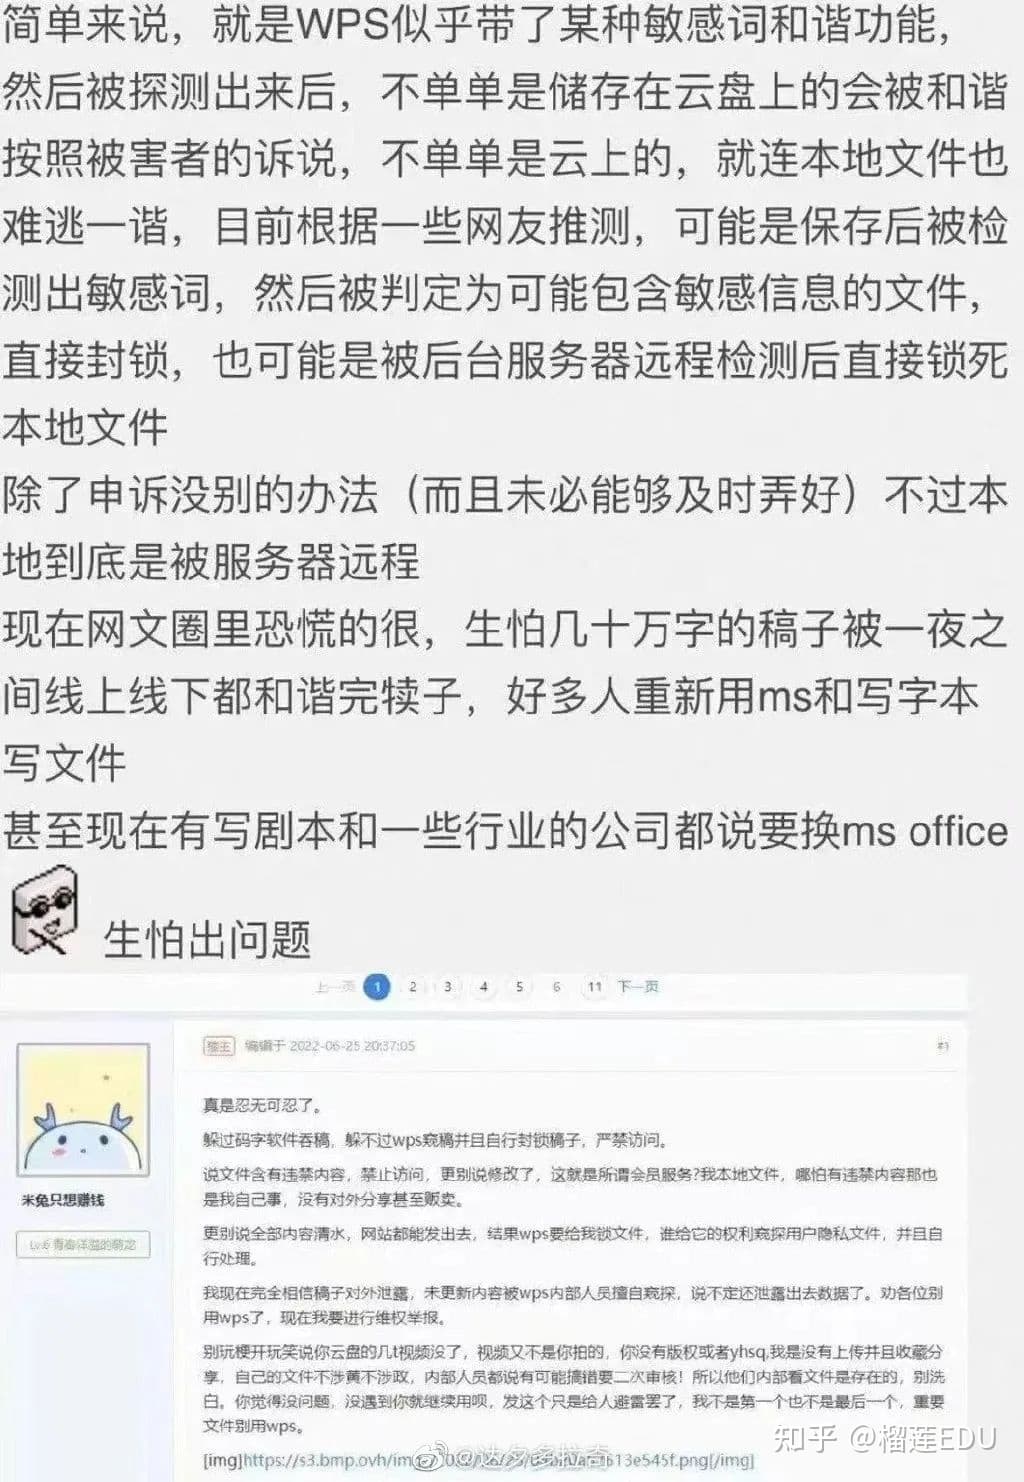 简单来说，就是WPS似乎带了某种敏感词和谐功能，
然后被探测出来后，不单单是储存在云盘上的会被和谐
按照被害者的诉说，不单单是云上的，就连本地文件也
难逃一谐，目前根据一些网友推测，可能是保存后被检
测出敏感词，然后被判定为可能包含敏感信息的文件，
直接封锁，也可能是被后台服务器远程检测后直接锁死
本地文件
除了申诉没别的办法（而且未必能够及时弄好）不过本
地到底是被服务器远程
现在网文圈里恐慌的很，生怕几十万字的稿子被一夜之
间线上线下都和谐完犊子，好多人重新用ms和写字本
写文件
甚至现在有写剧本和一些行业的公司都说要换ms office
生怕出问题
上一页 1 2 3 4 5 6 11 下一页
楼主 编辑于 2022-06-25 20:37:05
#1
真是忍无可忍了。
躲过码字软件吞稿，躲不过wps窥稿并且自行封锁稿子，严禁访问。
说文件含有违禁内容，禁止访问，更别说修改了，这就是所谓会员服务?我本地文件，哪怕有违禁内容那也
是我自己事，没有对外分享甚至贩卖。
米兔只想赚钱
更别说全部内容清水，网站都能发出去，结果wps要给我锁文件，谁给它的权利窥探用户隐私文件，并且自
行处理。
Lv.6 青春洋溢的萌龙
我现在完全相信稿子对外泄露，未更新内容被wps内部人员擅自窥探，说不定还泄露出去数据了。劝各位别
用wps了，现在我要进行维权举报。
别玩梗开玩笑说你云盘的几t视频没了，视频又不是你拍的，你没有版权或者yhsq,我是没有上传并且收藏分
享，自己的文件不涉黄不涉政，内部人员都说有可能搞错要二次审核！所以他们内部看文件是存在的，别洗
白。你觉得没问题，没遇到你就继续用呗，发这个只是给人避雷罢了，我不是第一个也不是最后一个，重要
文件别用wps。
[img]https://s3.bmp.ovh/img
613e545f.png[/img]
知乎 @榴莲EDU
@达夕多拉奇